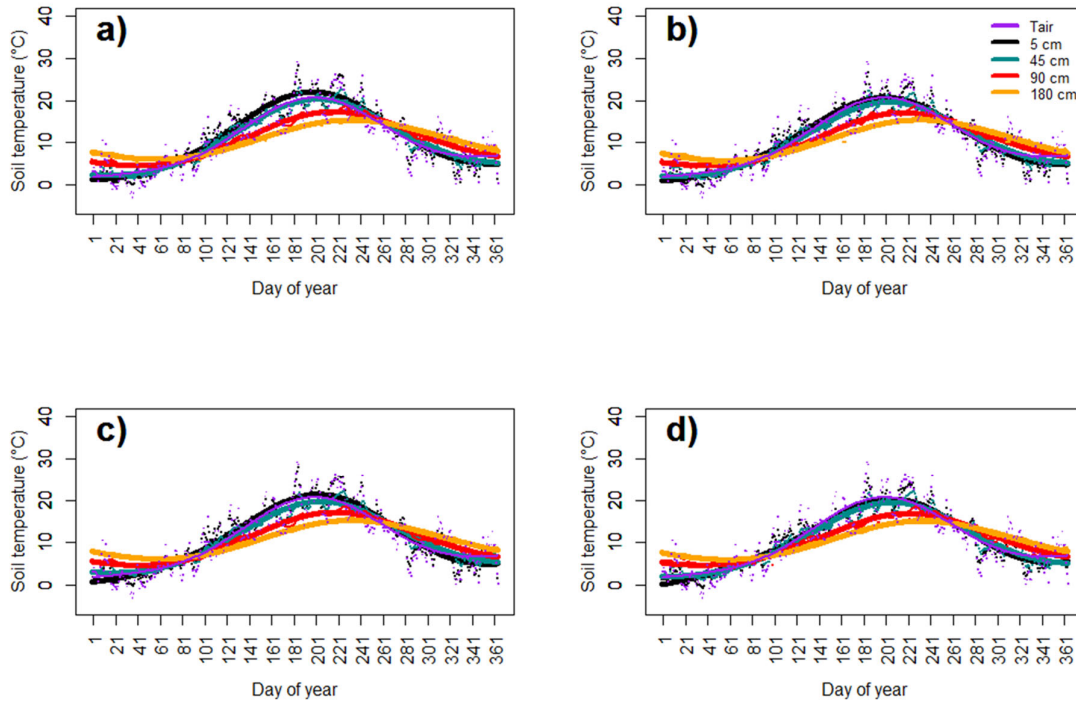 a)
Soil temperature (°C)
40
30
20
10
0
1 21 41 61 81 101 121 141 161 181 201 221 241 261 281 301 321 341 361
Day of year
b)
Soil temperature (°C)
40
30
20
10
0
1 21 41 61 81 101 121 141 161 181 201 221 241 261 281 301 321 341 361
Day of year
Tair
5 cm
45 cm
90 cm
180 cm
c)
Soil temperature (°C)
40
30
20
10
0
1 21 41 61 81 101 121 141 161 181 201 221 241 261 281 301 321 341 361
Day of year
d)
Soil temperature (°C)
40
30
20
10
0
1 21 41 61 81 101 121 141 161 181 201 221 241 261 281 301 321 341 361
Day of year